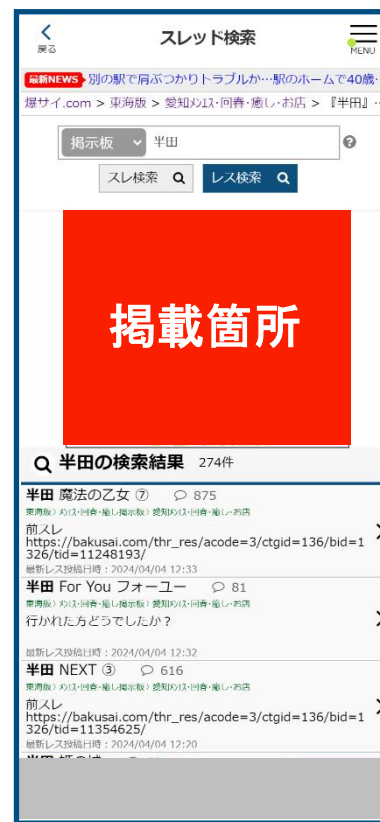 戻る
スレッド検索
MENU
最新NEWS 別の駅で肩ぶつかりトラブルか…駅のホームで40歳・
爆サイ.com > 東海版 > 愛知メンエス・回春・癒し・お店 > 『半田』・
掲示板 半田
スレ検索 レス検索
掲載箇所
半田の検索結果 274件
半田 魔法の乙女 ⑦ 875
東海版〉メンエス・回春・癒し掲示板〉愛知メンエス・回春・癒し・お店
前スレ
https://bakusai.com/thr_res/acode=3/ctgid=136/bid=1
326/tid=11248193/
最新レス投稿日時：2024/04/04 12:33
半田 For You フォーユー 81
東海版〉メンエス・回春・癒し掲示板〉愛知メンエス・回春・癒し・お店
行かれた方どうでしたか？
最新レス投稿日時：2024/04/04 12:32
半田 NEXT ③ 616
東海版〉メンエス・回春・癒し掲示板〉愛知メンエス・回春・癒し・お店
前スレ
https://bakusai.com/thr_res/acode=3/ctgid=136/bid=1
326/tid=11354625/
最新レス投稿日時：2024/04/04 12:20